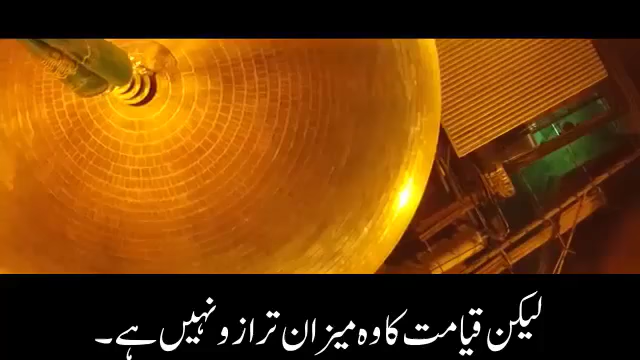 لیکن قیامت کا وہ میزان ترازو نہیں ہے۔